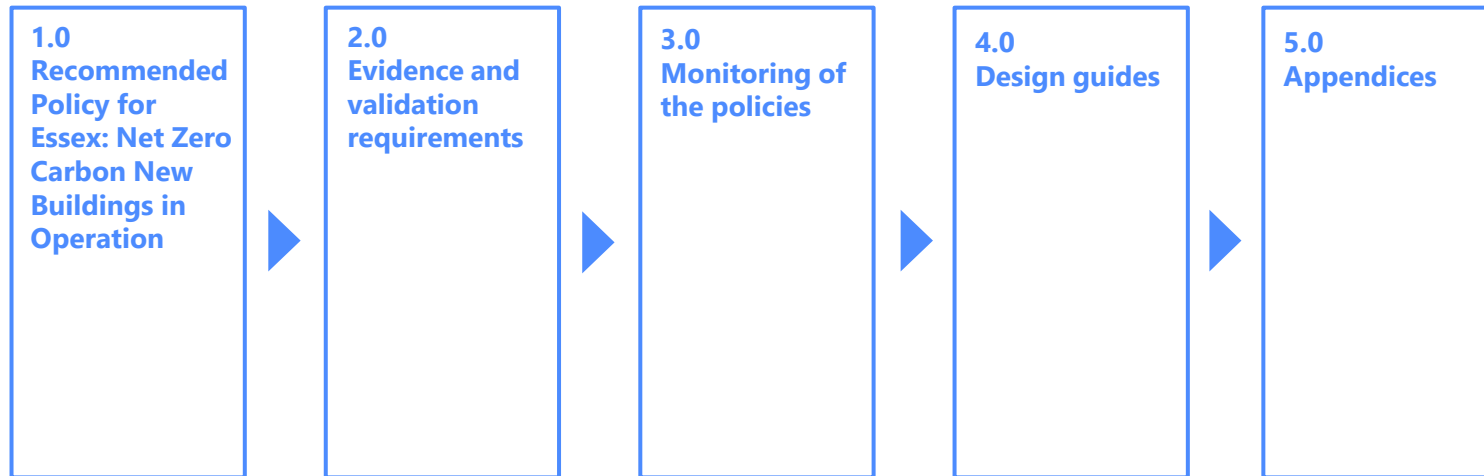 1.0
Recommended
Policy for
Essex: Net Zero
Carbon New
Buildings in
Operation
2.0
Evidence and
validation
requirements
3.0
Monitoring of
the policies
4.0
Design guides
5.0
Appendices